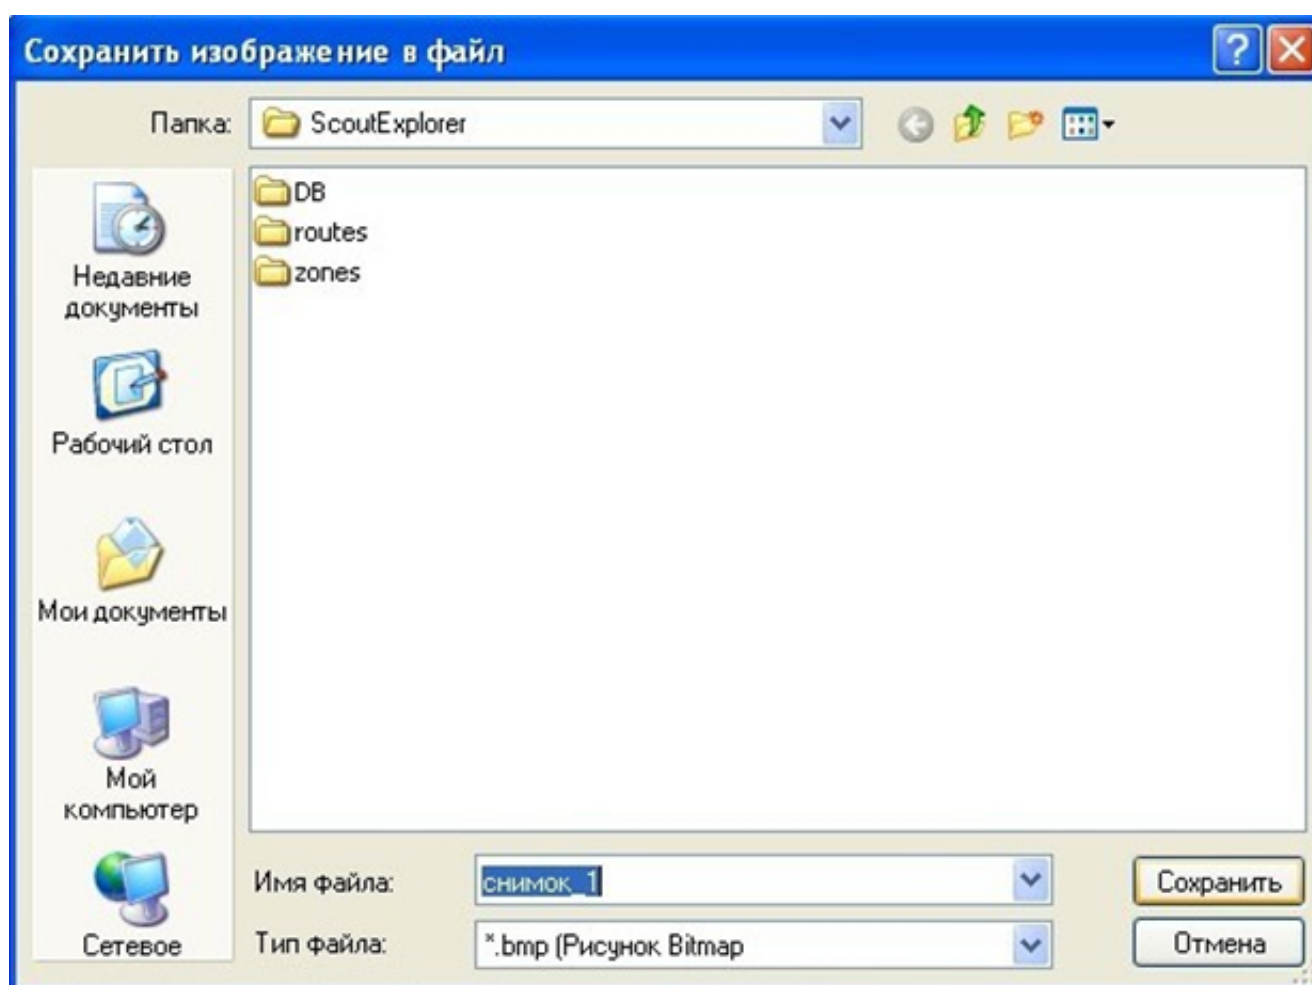 Сохранить изображение в файл
Папка: ScoutExplorer
DB
routes
zones
Недавние
документы
Рабочий стол
Мои документы
Мой
компьютер
Сетевое
Имя файла: снимок_1 Сохранить
Тип файла: *.bmp (Рисунок Bitmap Отмена